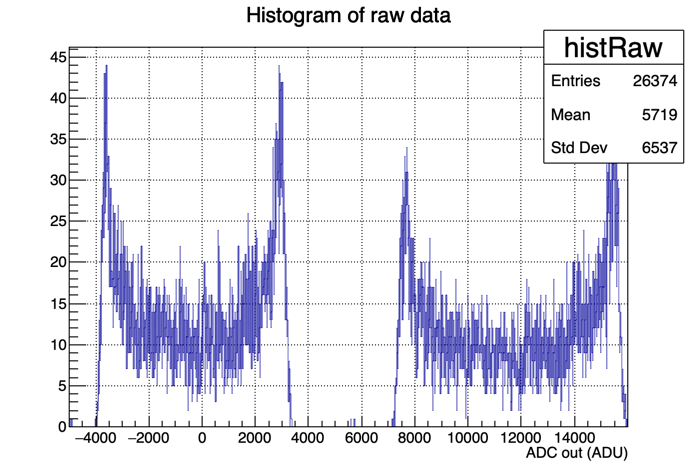 Histogram of raw data
histRaw
Entries 26374
Mean 5719
Std Dev 6537
45
40
35
30
25
20
15
10
5
0
−4000 −2000 0 2000 4000 6000 8000 10000 12000 14000
ADC out (ADU)